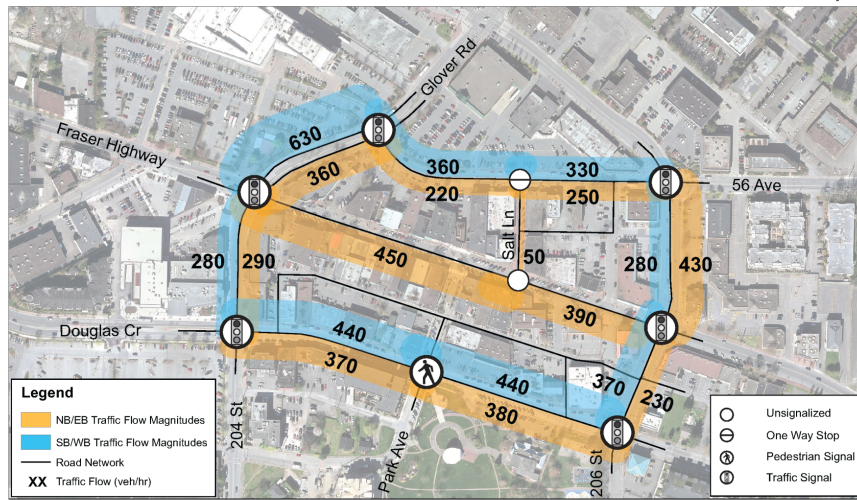 Glover Rd
Fraser Highway
630
360
360
330
220
250
56 Ave
Salt Ln
450
50
280
290
280
430
390
Douglas Cr
440
370
440
370
380
230
204 St
Park Ave
206 St
Legend
NB/EB Traffic Flow Magnitudes
SB/WB Traffic Flow Magnitudes
Road Network
XX Traffic Flow (veh/hr)
Unsignalized
One Way Stop
Pedestrian Signal
Traffic Signal